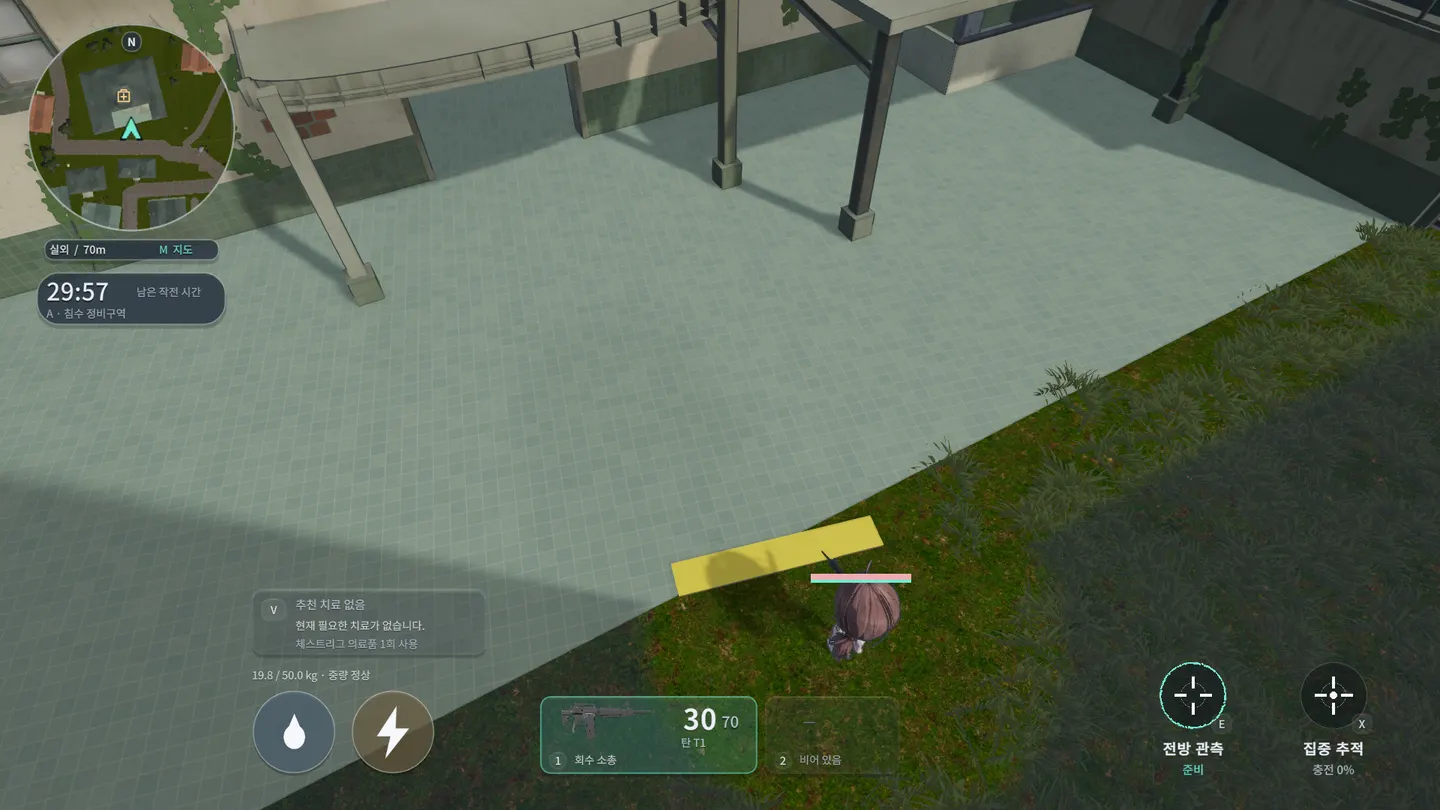 N
실외 / 70m
M 지도
29:57
남은 작전 시간
A · 침수 정비구역
V
추천 치료 없음
현재 필요한 치료가 없습니다.
체스트리그 의료품 1회 사용
19.8 / 50.0 kg · 중량 정상
30 70
탄 T1
1 회수 소총
2 비어 있음
E
전방 관측
준비
X
집중 추적
충전 0%